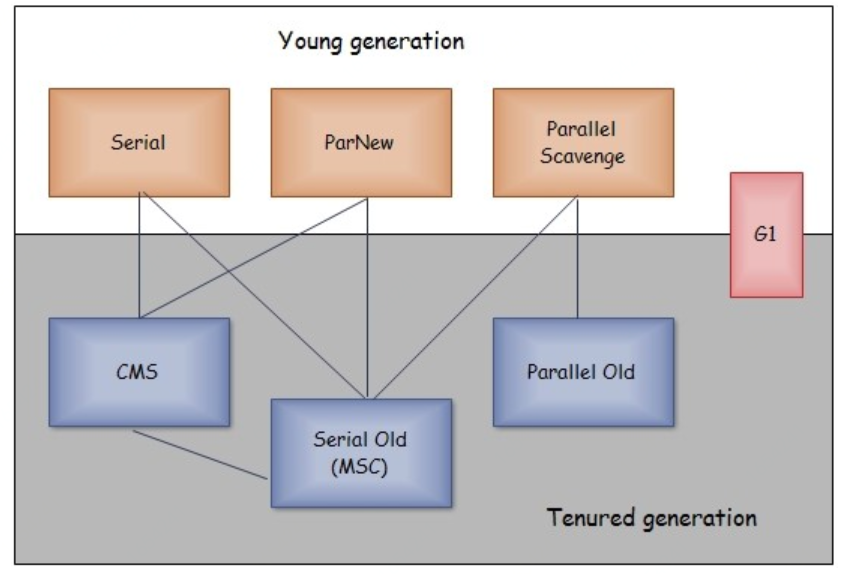 Young generation
Serial
ParNew
Parallel
Scavenge
G1
CMS
Parallel Old
Serial Old
(MSC)
Tenured generation